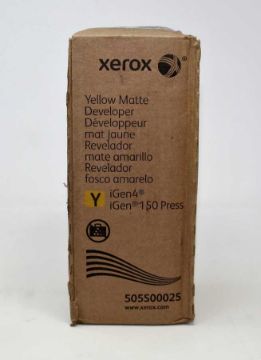 xerox
Yellow Matte
Developer
Développeur
mat jaune
Revelador
mate amarillo
Revelador
fosco amarelo
Y
iGen4®
iGen®150 Press
505S00025
www.xerox.com